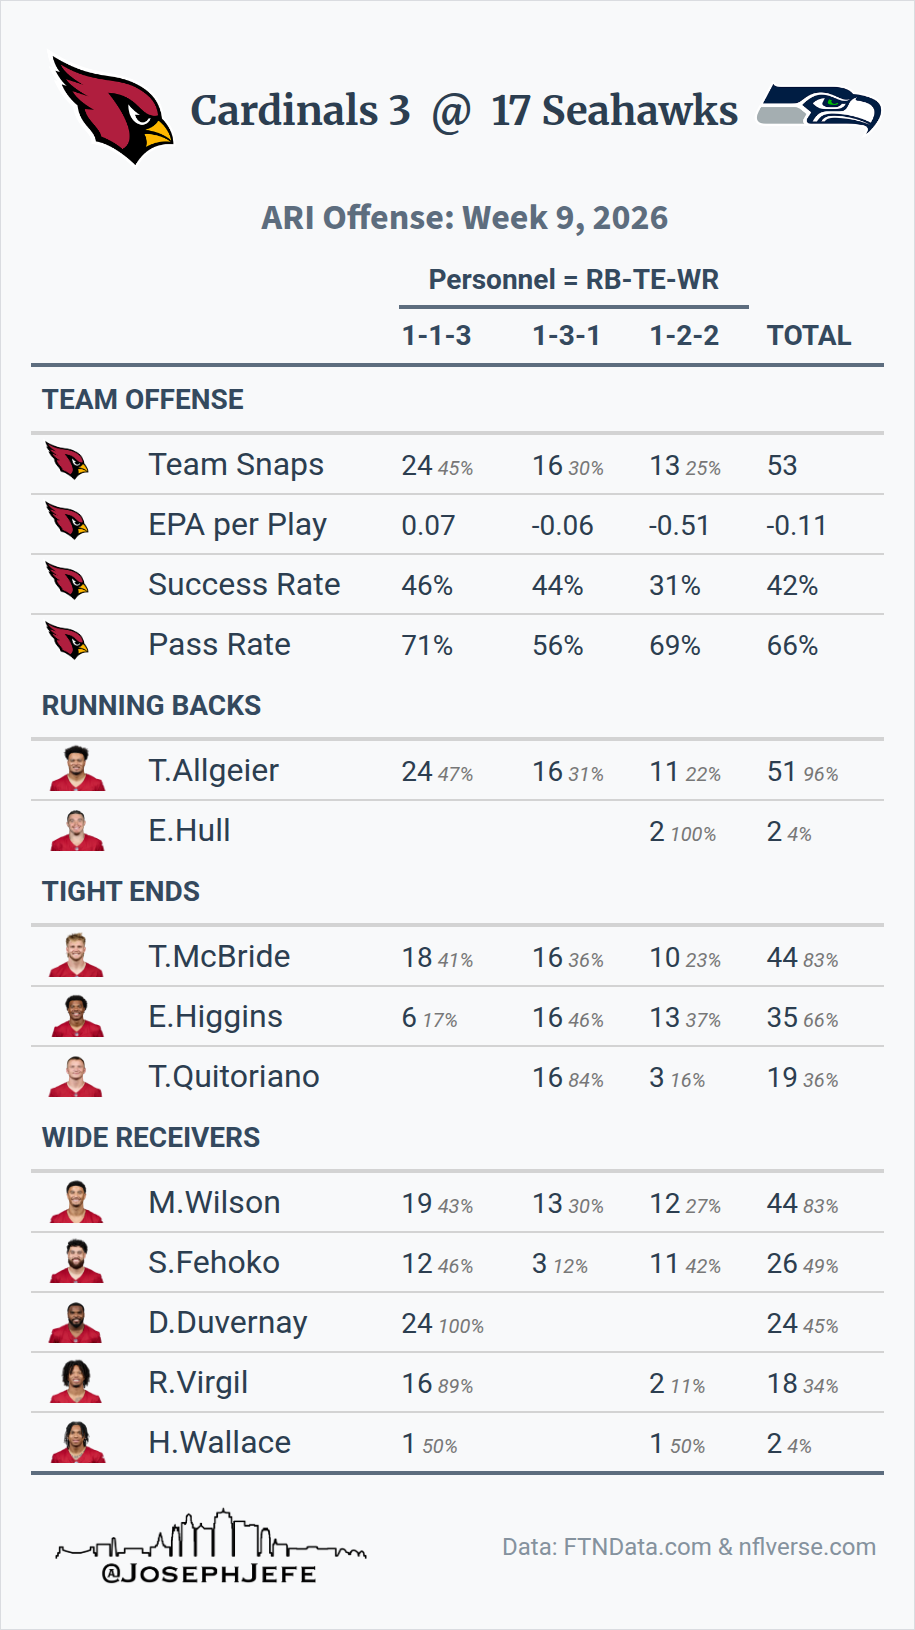 Cardinals 3 @ 17 Seahawks
ARI Offense: Week 9, 2026
Personnel = RB-TE-WR
1-1-3 1-3-1 1-2-2 TOTAL
TEAM OFFENSE
Team Snaps 24 45% 16 30% 13 25% 53
EPA per Play 0.07 -0.06 -0.51 -0.11
Success Rate 46% 44% 31% 42%
Pass Rate 71% 56% 69% 66%
RUNNING BACKS
T.Allgeier 24 47% 16 31% 11 22% 51 96%
E.Hull 2 100% 2 4%
TIGHT ENDS
T.McBride 18 41% 16 36% 10 23% 44 83%
E.Higgins 6 17% 16 46% 13 37% 35 66%
T.Quitoriano 16 84% 3 16% 19 36%
WIDE RECEIVERS
M.Wilson 19 43% 13 30% 12 27% 44 83%
S.Fehoko 12 46% 3 12% 11 42% 26 49%
D.Duvernay 24 100% 24 45%
R.Virgil 16 89% 2 11% 18 34%
H.Wallace 1 50% 1 50% 2 4%
@JOSEPHJEFE
Data: FTNData.com & nflverse.com